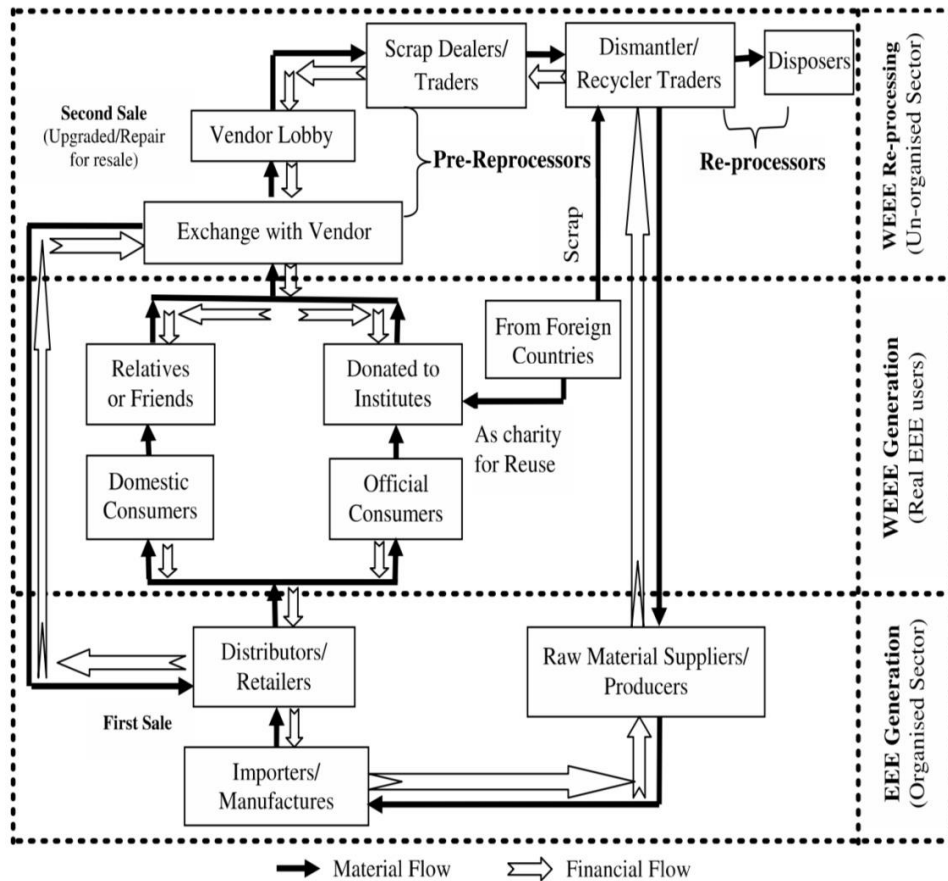 Scrap Dealers/
Traders
Dismantler/
Recycler Traders
Disposers
Second Sale
(Upgraded/Repair
for resale)
Vendor Lobby
Pre-Reprocessors
Re-processors
Exchange with Vendor
Scrap
WEEE Re-processing
(Un-organised Sector)
Relatives
or Friends
Donated to
Institutes
From Foreign
Countries
As charity
for Reuse
Domestic
Consumers
Official
Consumers
WEEE Generation
(Real EEE users)
Distributors/
Retailers
Raw Material Suppliers/
Producers
First Sale
Importers/
Manufactures
EEE Generation
(Organised Sector)
Material Flow
Financial Flow